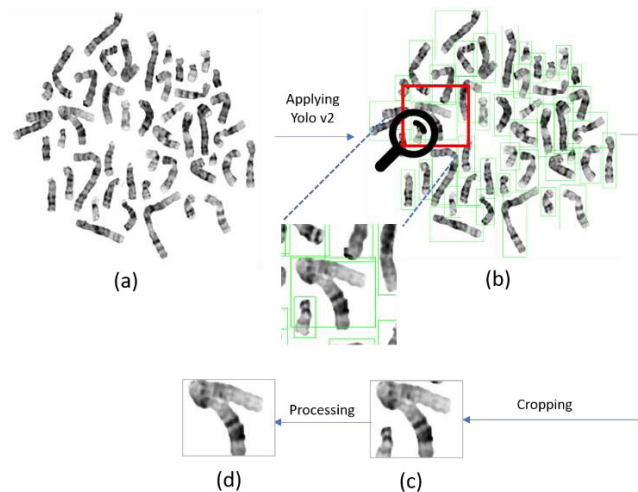 Applying
Yolo v2
(a)
(b)
Processing
Cropping
(d)
(c)